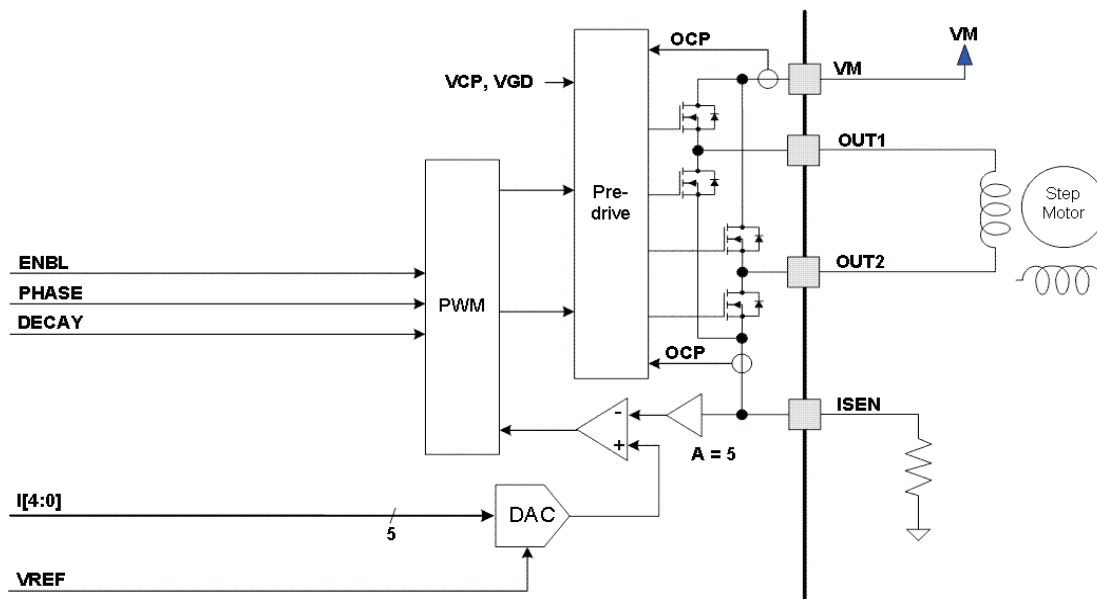 OCP
VM
VCP, VGD
VM
OUT1
Pre-
drive
Step
Motor
OUT2
ENBL
PHASE
DECAY
PWM
OCP
ISEN
-
+
A = 5
I[4:0]
5
DAC
VREF